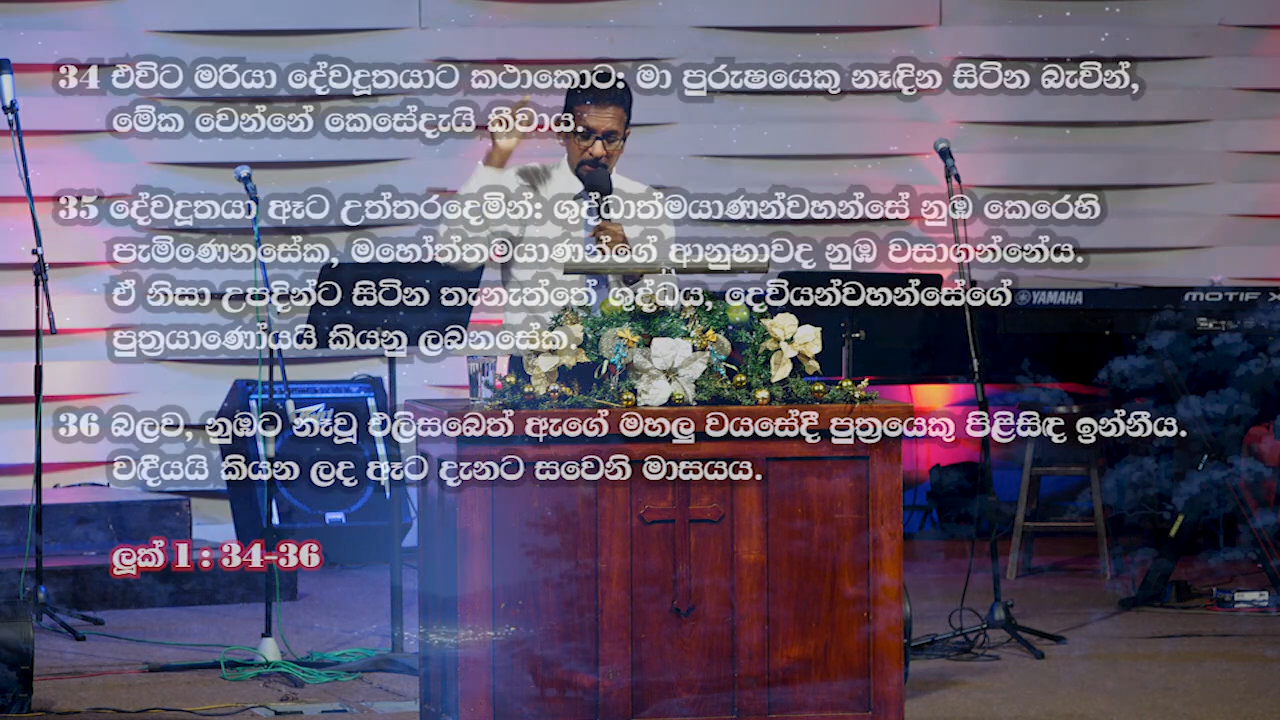 34 එවිට මරියා දේවදූතයාට කථාකොට: මා පුරුෂයෙකු නෑඳින සිටින බැවින්,
මේක වෙන්නේ කෙසේදැයි කීවාය.
35 දේවදූතයා ඈට උත්තරදෙමින්: ශුද්ධාත්මයාණන්වහන්සේ නුඹ කෙරෙහි
පැමිණෙනසේක, මහෝත්තමයාණන්ගේ ආනුභාවද නුඹ වසාගන්නේය.
ඒ නිසා උපදින්ට සිටින තැනැත්තේ ශුද්ධය, දෙවියන්වහන්සේගේ
පුත්‍රයාණෝයයි කියනු ලබනසේක.
YAMAHA
MOTIF X
36 බලව, නුඹට නෑවූ එලිසබෙත් ඇගේ මහලු වයසේදී පුත්‍රයෙකු පිළිසිඳ ඉන්නීය.
වඳීයයි කියන ලද ඈට දැනට සවෙනි මාසයය.
ලූක් 1 : 34-36